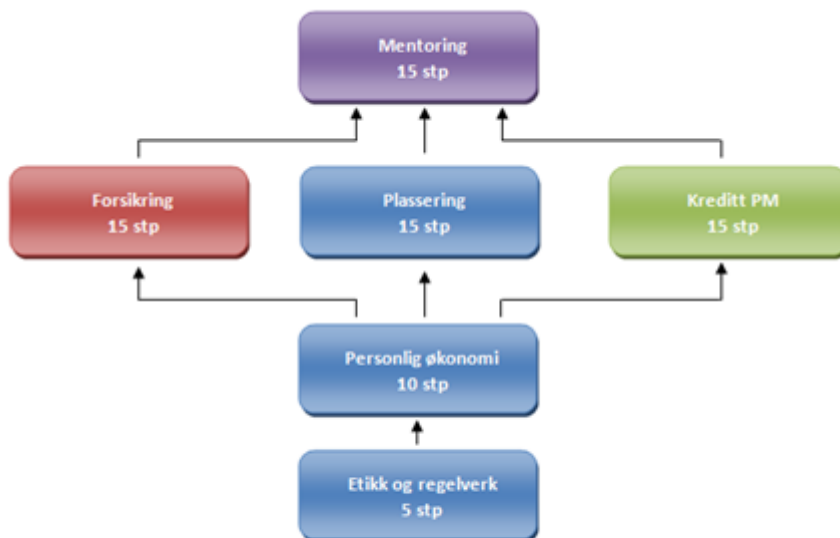 Mentoring
15 stp
Forsikring
15 stp
Plassering
15 stp
Kreditt PM
15 stp
Personlig økonomi
10 stp
Etikk og regelverk
5 stp